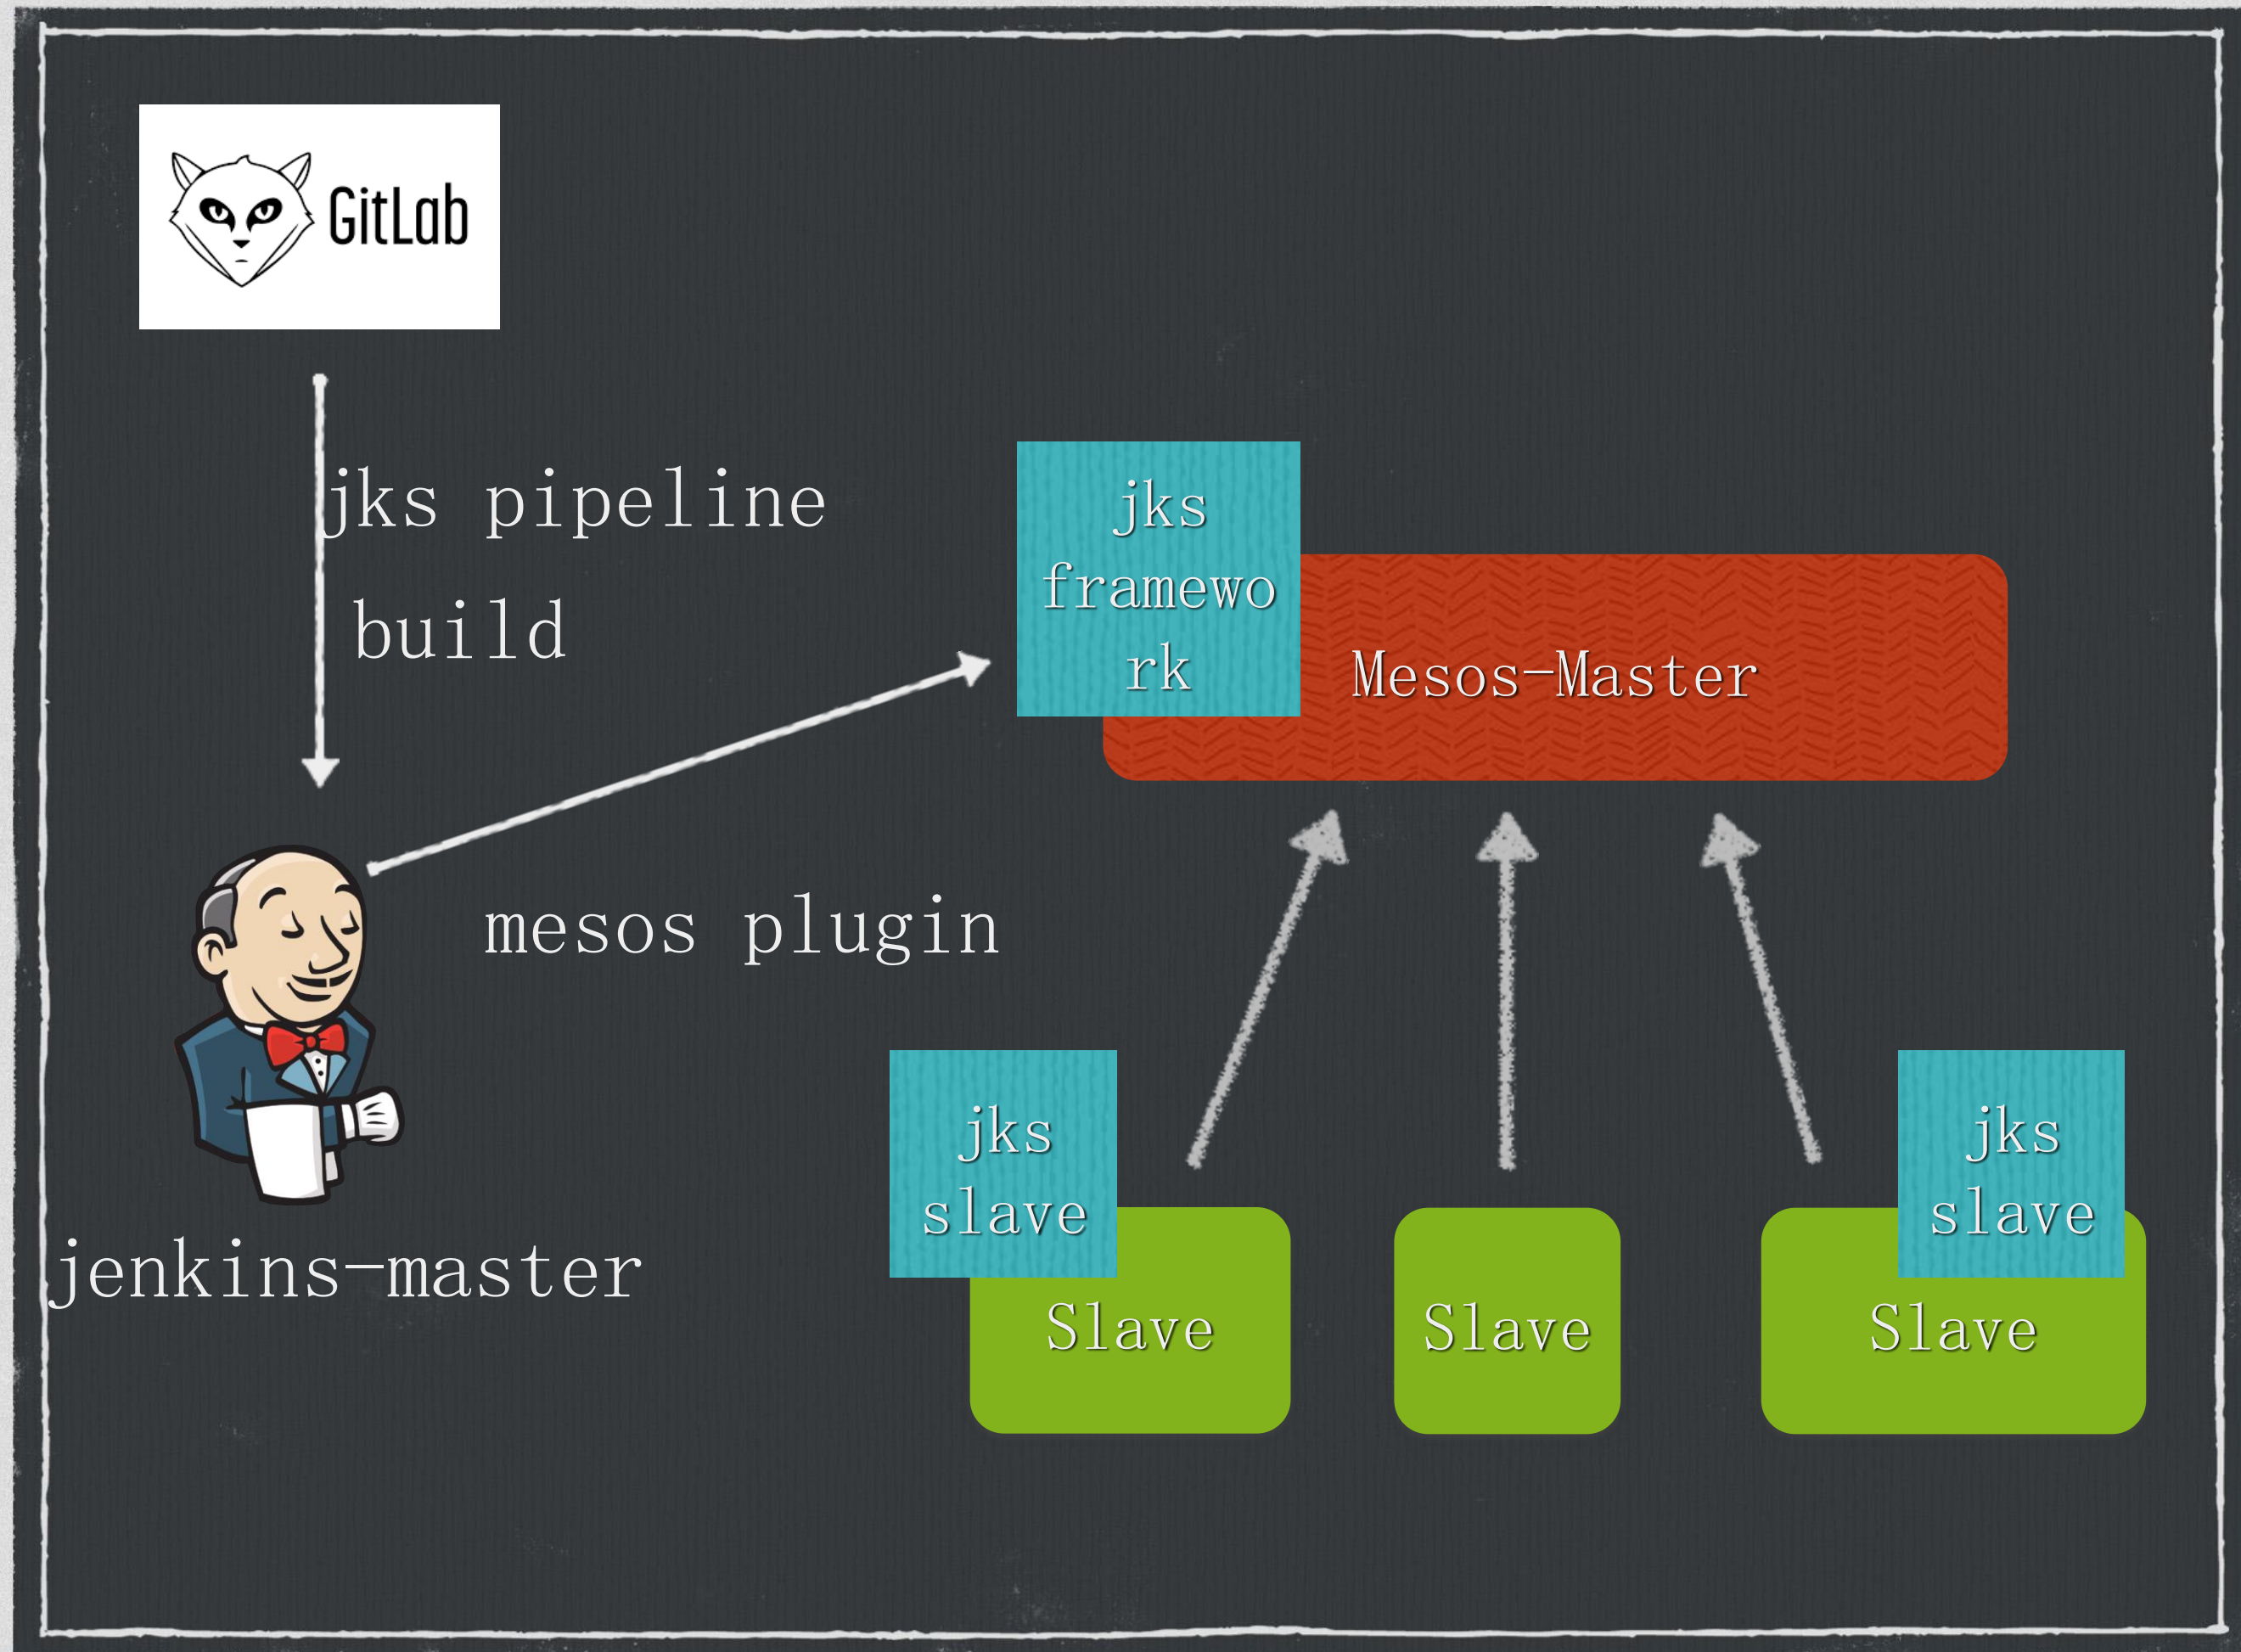 GitLab
jks pipeline
build
jks
framewo
rk
Mesos-Master
mesos plugin
jenkins-master
jks
slave
Slave
Slave
jks
slave
Slave